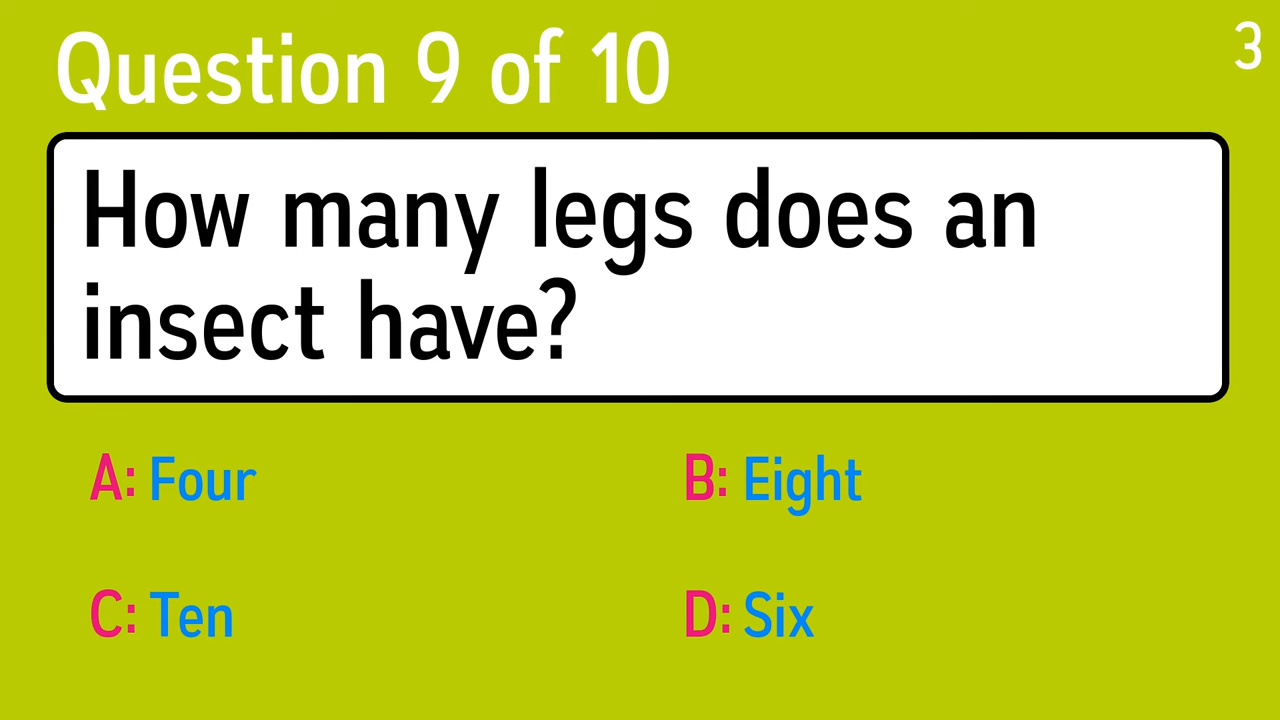 Question 9 of 10
3
How many legs does an
insect have?
A: Four
B: Eight
C: Ten
D: Six